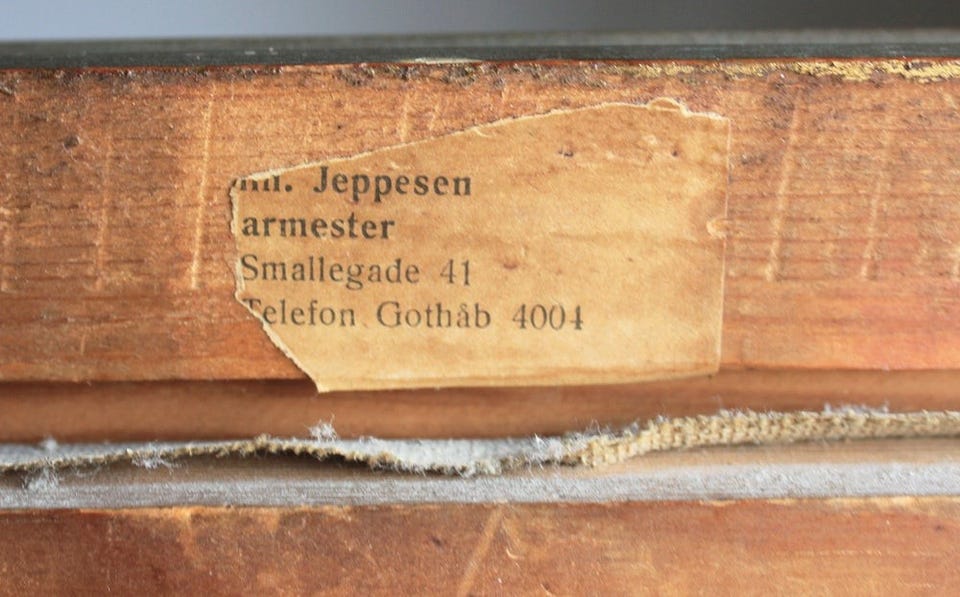 Jeppesen
armester
Smallegade 41
Telefon Gothåb 4004